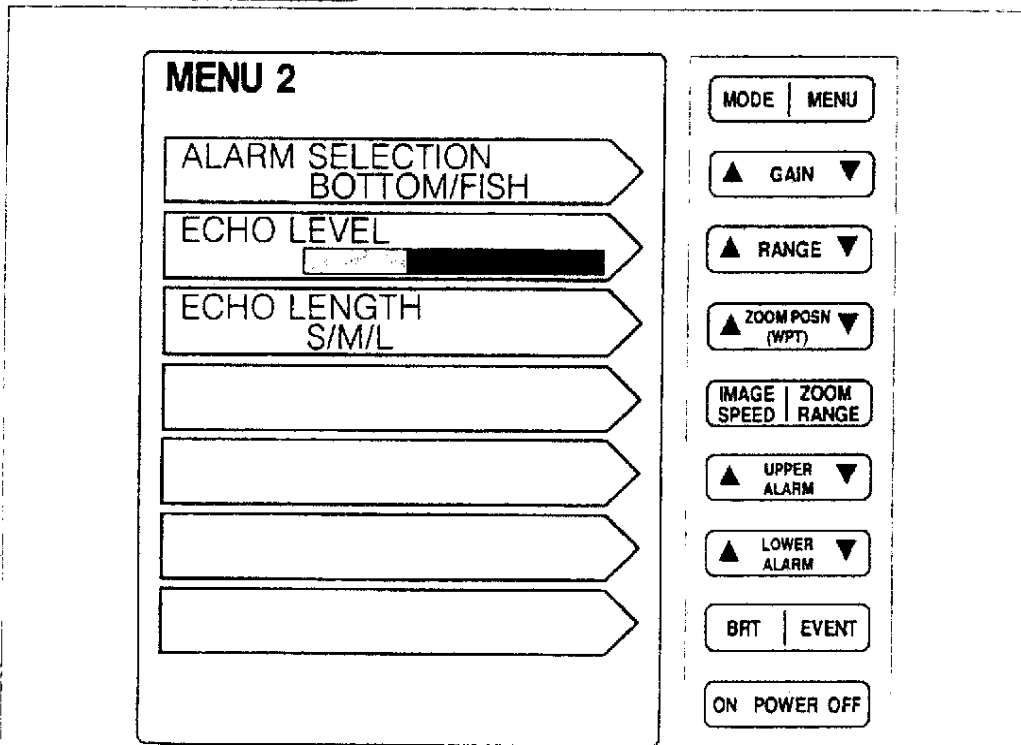 MENU 2
ALARM SELECTION
BOTTOM/FISH
ECHO LEVEL
ECHO LENGTH
S/M/L
MODE | MENU
▲ GAIN ▼
▲ RANGE ▼
▲ ZOOM POSN ▼
(WPT)
IMAGE | ZOOM
SPEED | RANGE
▲ UPPER ▼
ALARM
▲ LOWER ▼
ALARM
BRT | EVENT
ON POWER OFF